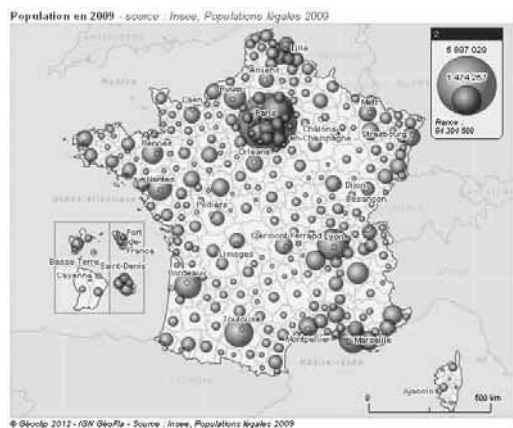 Population en 2009 - source : Insee, Populations légales 2009
2
5 897 029
1 474 257
France :
64 304 500
Lille
Amiens
Rouen
Caen
Paris
Metz
Châlons
en-Champagne
Strasbourg
Rennes
Orléans
Nantes
Dijon
Besançon
Poitiers
Clermont-Ferrand
Lyon
Limoges
Bordeaux
Toulouse
Montpellier
Marseille
Ajaccio
Fort
de-
France
Basse-Terre
Cayenne
Saint-Denis
0
500 km
© Géoclip 2012 - IGN GéoFla - Source : Insee, Populations légales 2009